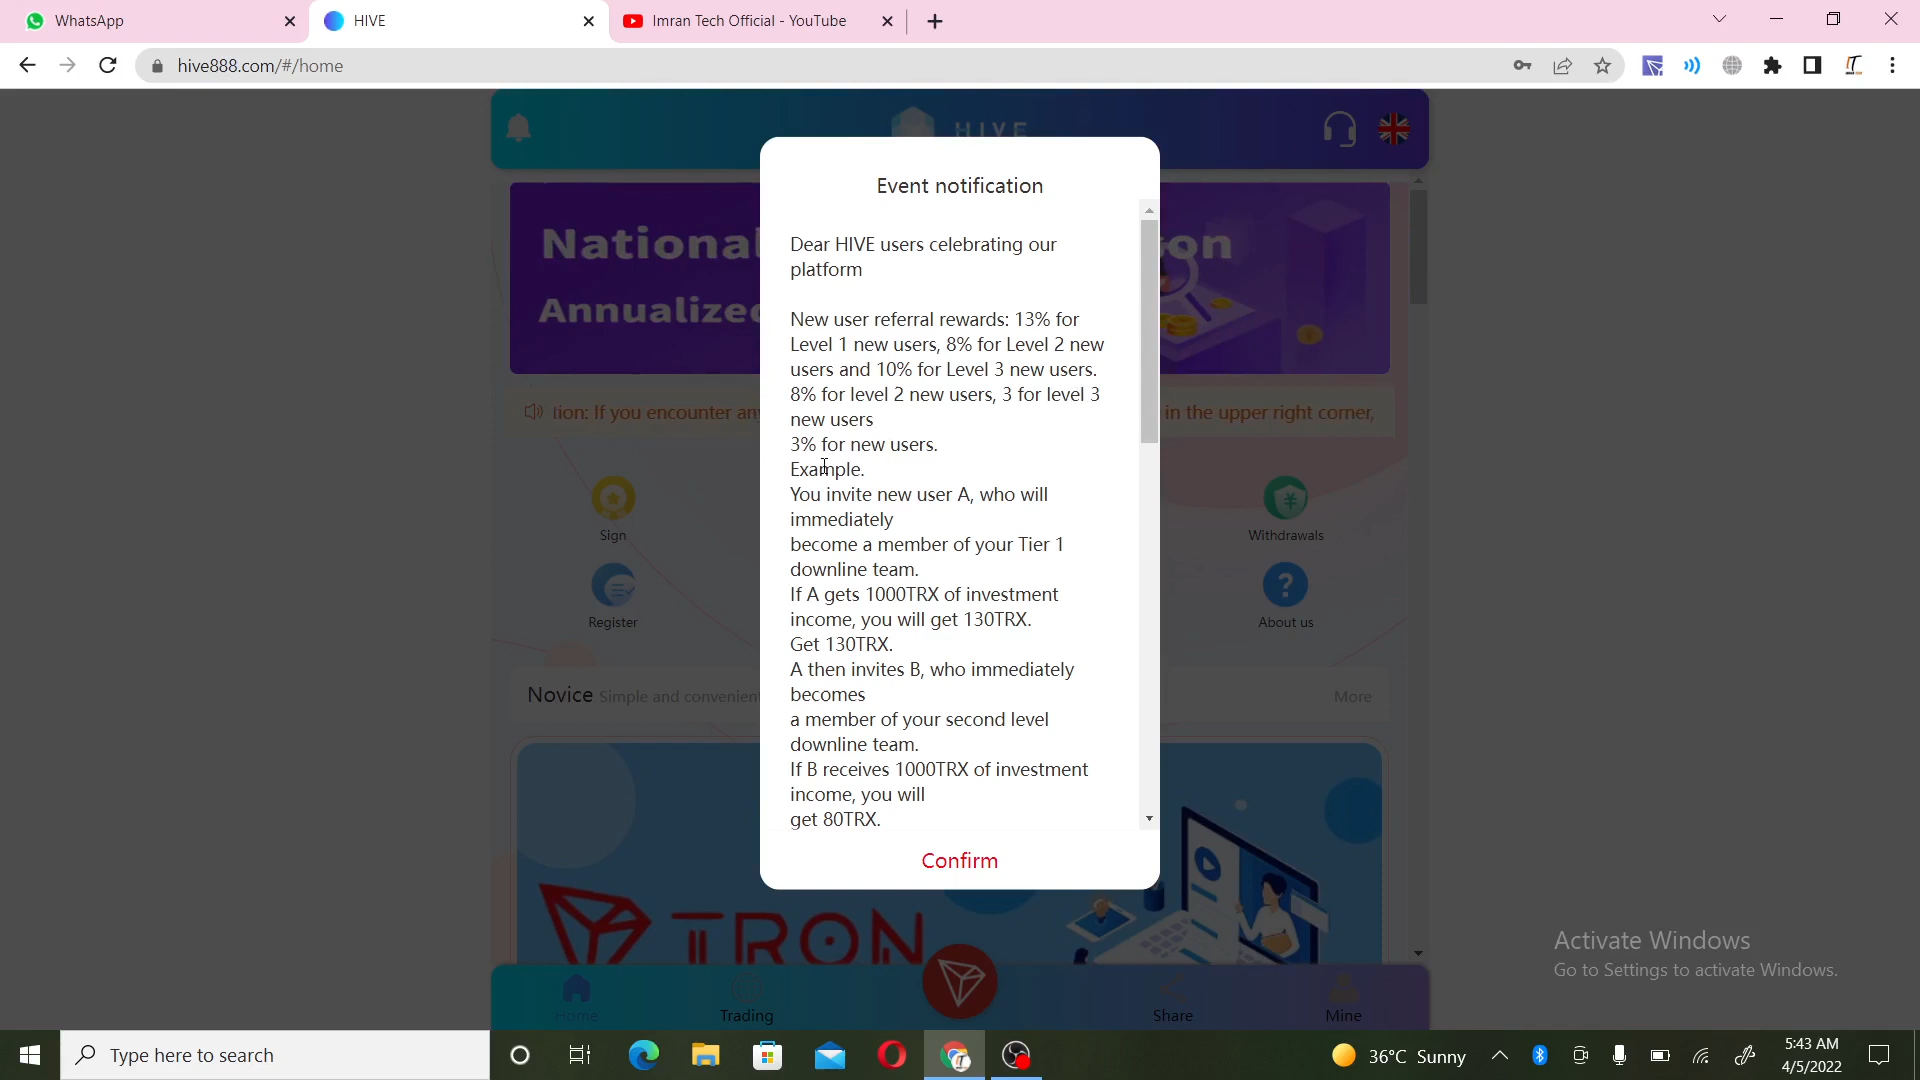 WhatsApp
HIVE
Imran Tech Official - YouTube
hive888.com/#/home
HIVE
Event notification
Dear HIVE users celebrating our
platform
New user referral rewards: 13% for
Level 1 new users, 8% for Level 2 new
users and 10% for Level 3 new users.
8% for level 2 new users, 3 for level 3
new users
3% for new users.
Example.
You invite new user A, who will
immediately
become a member of your Tier 1
downline team.
If A gets 1000TRX of investment
income, you will get 130TRX.
Get 130TRX.
A then invites B, who immediately
becomes
a member of your second level
downline team.
If B receives 1000TRX of investment
income, you will
get 80TRX.
Confirm
National
on
Annualized
tion: If you encounter an
in the upper right corner,
Sign
Withdrawals
Register
About us
Novice Simple and convenient
More
TRON
Home
Trading
Share
Mine
Activate Windows
Go to Settings to activate Windows.
Type here to search
36°C Sunny
5:43 AM
4/5/2022